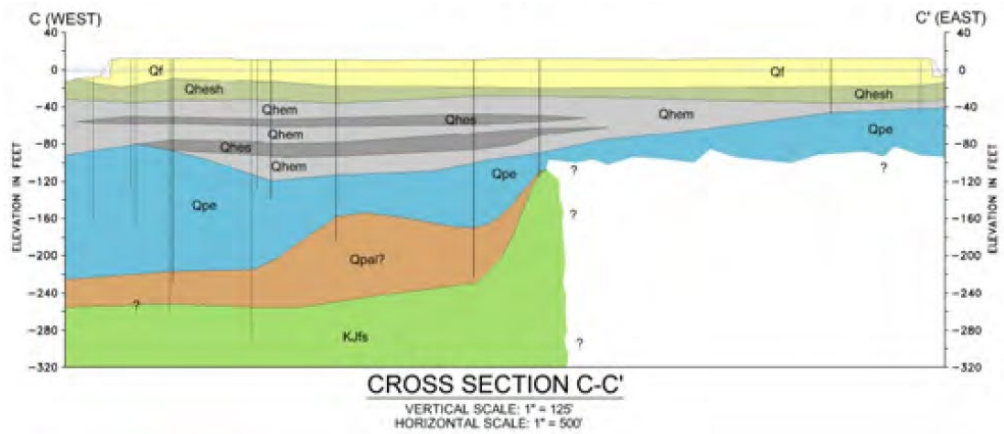 C (WEST)
C' (EAST)
40
40
0
Qf
Qf
0
Qhesh
Qhesh
-40
-40
Qhem
Qhes
Qhem
Qhem
Qpe
-80
Qhes
-80
Qhem
-120
Qpe
?
?
-120
Qpe
-160
?
-160
-200
-200
Qpal?
-240
-240
?
-280
KJfs
?
-280
-320
-320
ELEVATION IN FEET
ELEVATION IN FEET
CROSS SECTION C-C'
VERTICAL SCALE: 1" = 125'
HORIZONTAL SCALE: 1" = 500'